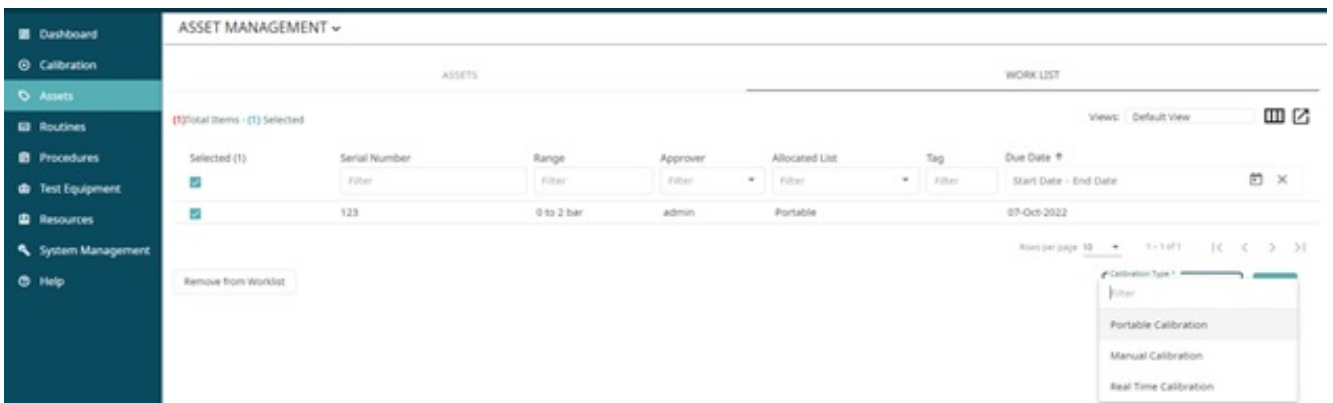 Dashboard
Calibration
Assets
Routines
Procedures
Test Equipment
Resources
System Management
Help
ASSET MANAGEMENT
ASSETS
WORK LIST
(1)Total Items - (1) Selected
Views: Default View
Selected (1) Serial Number Range Approver Allocated List Tag Due Date ↑
Filter Filter Filter Filter Filter Start Date - End Date
123 0 to 2 bar admin Portable 07-Oct-2022
Rows per page 10 1-1 of 1
Remove from Worklist
Calibration Type *
Filter
Portable Calibration
Manual Calibration
Real Time Calibration